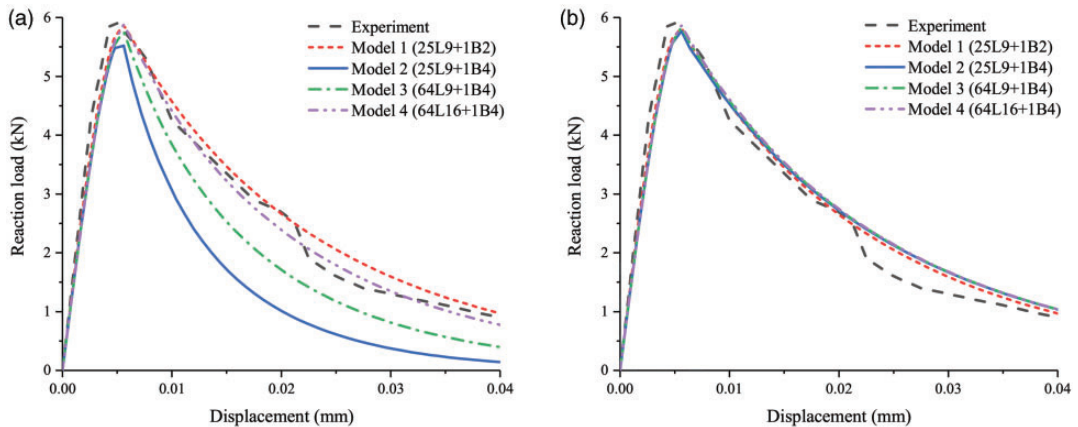 (a)
6
5
4
3
2
1
0
Reaction load (kN)
0.00
0.01
0.02
0.03
0.04
Displacement (mm)
Experiment
Model 1 (25L9+1B2)
Model 2 (25L9+1B4)
Model 3 (64L9+1B4)
Model 4 (64L16+1B4)
(b)
6
5
4
3
2
1
0
Reaction load (kN)
0.00
0.01
0.02
0.03
0.04
Displacement (mm)
Experiment
Model 1 (25L9+1B2)
Model 2 (25L9+1B4)
Model 3 (64L9+1B4)
Model 4 (64L16+1B4)